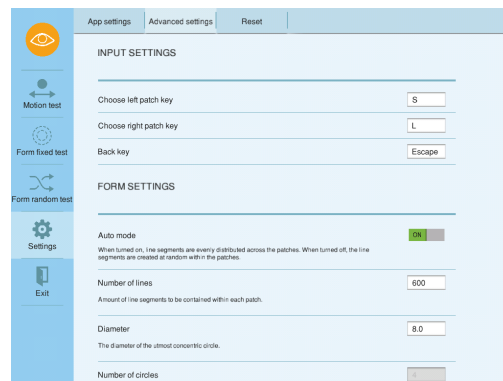 App settings
Advanced settings
Reset
INPUT SETTINGS
Motion test
Choose left patch key
S
Choose right patch key
L
Form fixed test
Back key
Escape
FORM SETTINGS
Form random test
Auto mode
ON
When turned on, line segments are evenly distributed across the patches. When turned off, the line
segments are created at random within the patches.
Settings
Number of lines
600
Exit
Amount of line segments to be contained within each patch.
Diameter
8.0
The diameter of the utmost concentric circle.
Number of circles
4